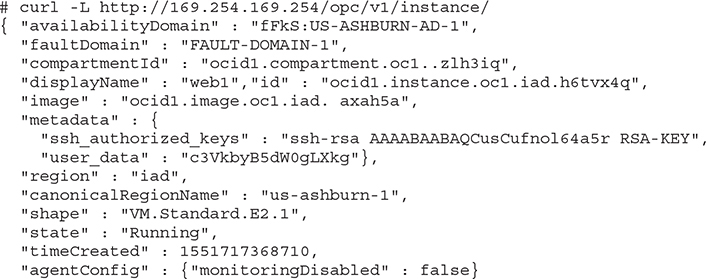 # curl -L http://169.254.169.254/opc/v1/instance/
{ "availabilityDomain" : "fFkS:US-ASHBURN-AD-1",
"faultDomain" : "FAULT-DOMAIN-1",
"compartmentId" : "ocid1.compartment.oc1..zlh3iq",
"displayName" : "web1","id" : "ocid1.instance.oc1.iad.h6tvx4q",
"image" : "ocid1.image.oc1.iad. axah5a",
"metadata" : {
"ssh_authorized_keys" : "ssh-rsa AAAABAABAQCusCufnol64a5r RSA-KEY",
"user_data" : "c3VkbyB5dW0gLXkg"},
"region" : "iad",
"canonicalRegionName" : "us-ashburn-1",
"shape" : "VM.Standard.E2.1",
"state" : "Running",
"timeCreated" : 1551717368710,
"agentConfig" : {"monitoringDisabled" : false}